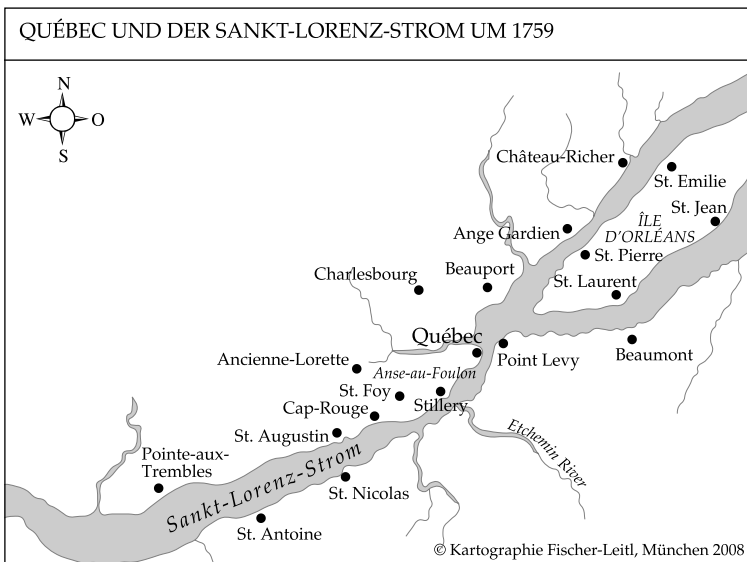 QUÉBEC UND DER SANKT-LORENZ-STROM UM 1759
N
W
O
S
Château-Richer
St. Emilie
St. Jean
ÎLE
D'ORLÉANS
Ange Gardien
St. Pierre
Charlesbourg
Beauport
St. Laurent
Québec
Point Levy
Beaumont
Ancienne-Lorette
Anse-au-Foulon
St. Foy
Stillery
Cap-Rouge
St. Augustin
Etchemin River
Pointe-aux-
Trembles
Sankt-Lorenz-Strom
St. Nicolas
St. Antoine
© Kartographie Fischer-Leitl, München 2008